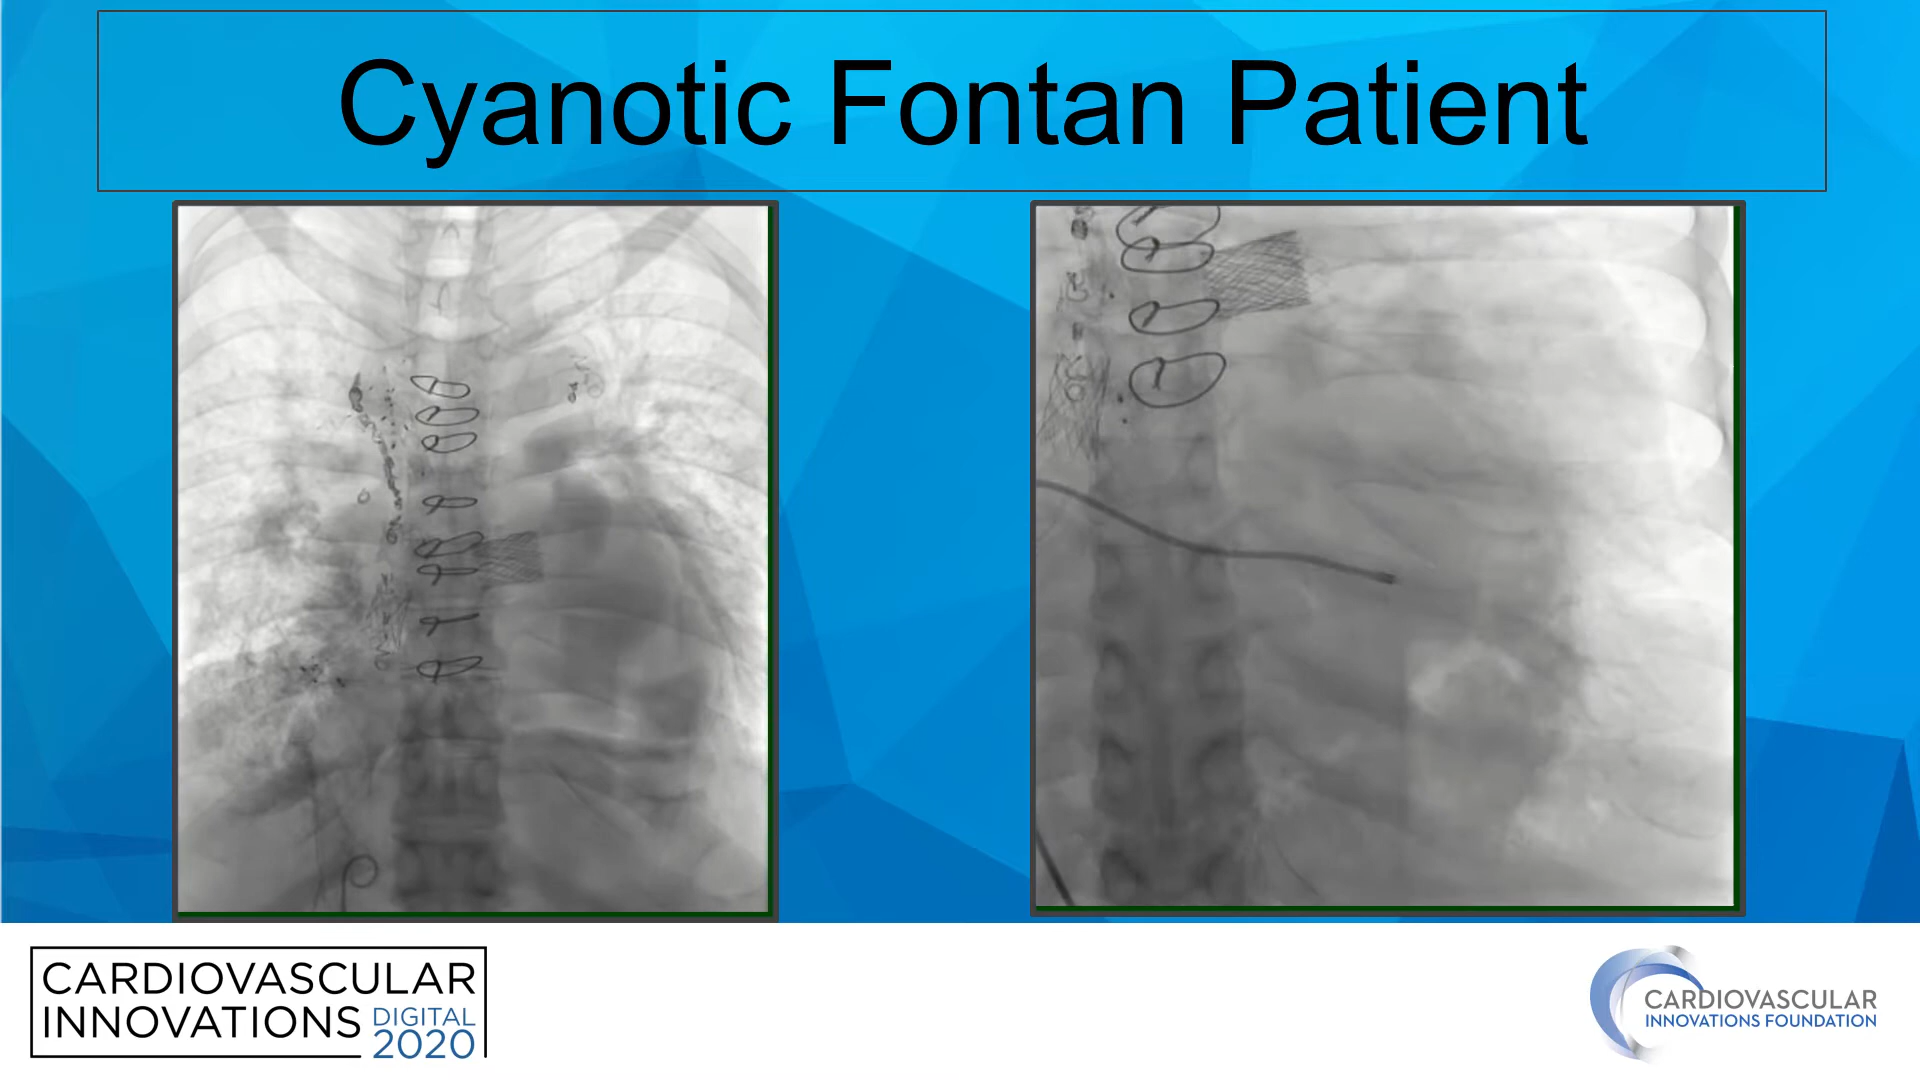 Cyanotic Fontan Patient
CARDIOVASCULAR
INNOVATIONS DIGITAL
2020
CARDIOVASCULAR
INNOVATIONS FOUNDATION